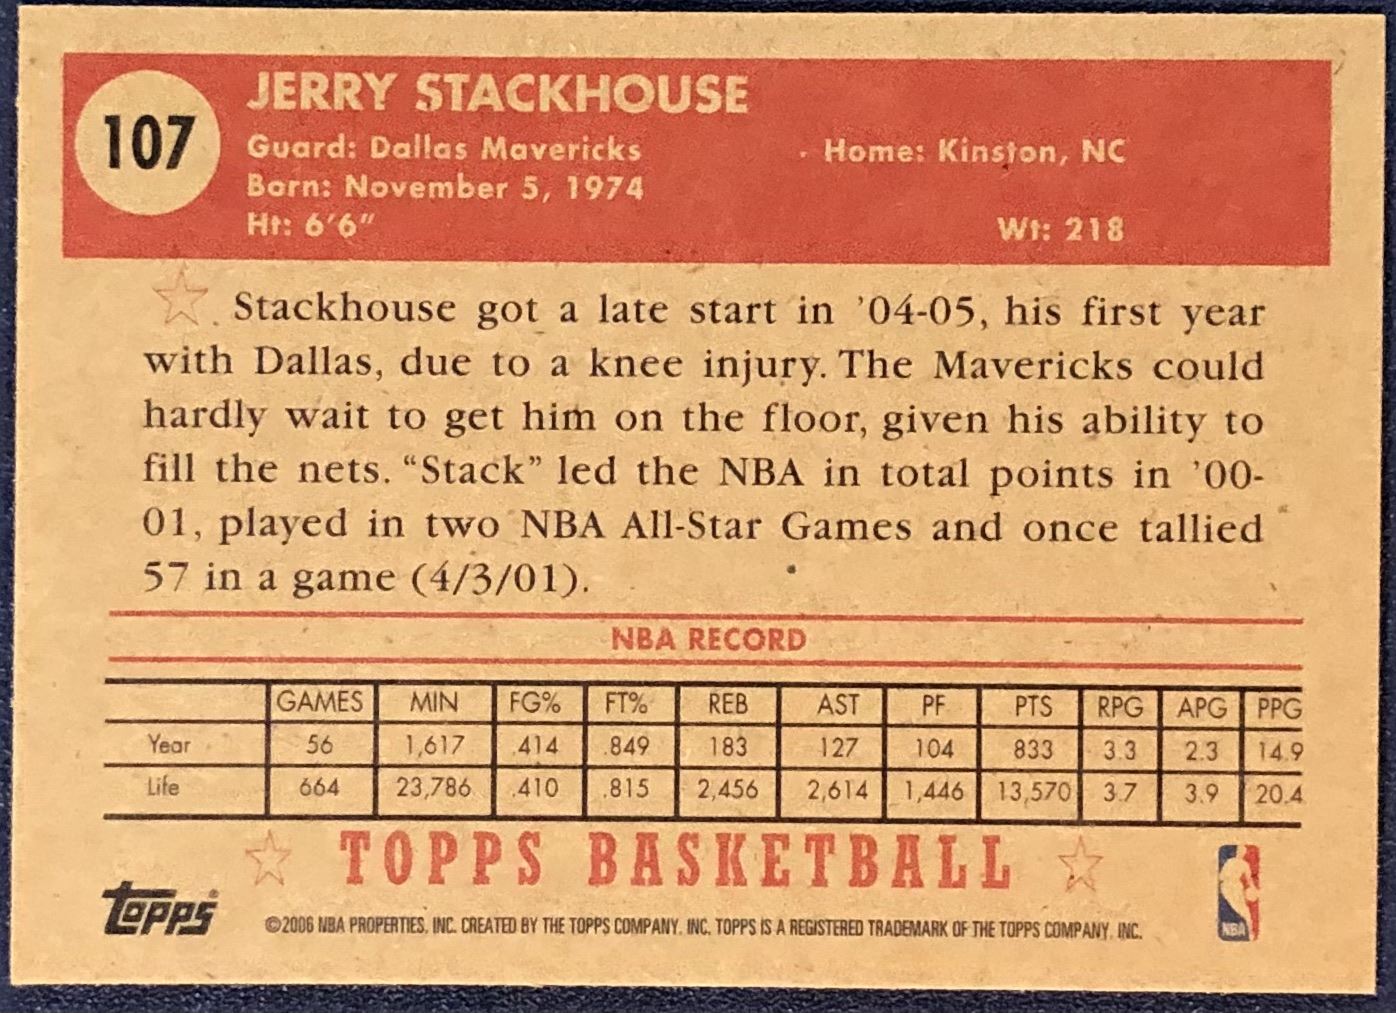 107
JERRY STACKHOUSE
Guard: Dallas Mavericks
Home: Kinston, NC
Born: November 5, 1974
Ht: 6'6"
Wt: 218
Stackhouse got a late start in '04-05, his first year
with Dallas, due to a knee injury. The Mavericks could
hardly wait to get him on the floor, given his ability to
fill the nets. "Stack" led the NBA in total points in '00-
01, played in two NBA All-Star Games and once tallied
57 in a game (4/3/01).
NBA RECORD
GAMES MIN FG% FT% REB AST PF PTS RPG APG PPG
Year 56 1,617 .414 .849 183 127 104 833 3.3 2.3 14.9
Life 664 23,786 .410 .815 2,456 2,614 1,446 13,570 3.7 3.9 20.4
TOPPS BASKETBALL
Topps
©2006 NBA PROPERTIES, INC. CREATED BY THE TOPPS COMPANY, INC. TOPPS IS A REGISTERED TRADEMARK OF THE TOPPS COMPANY, INC.
NBA